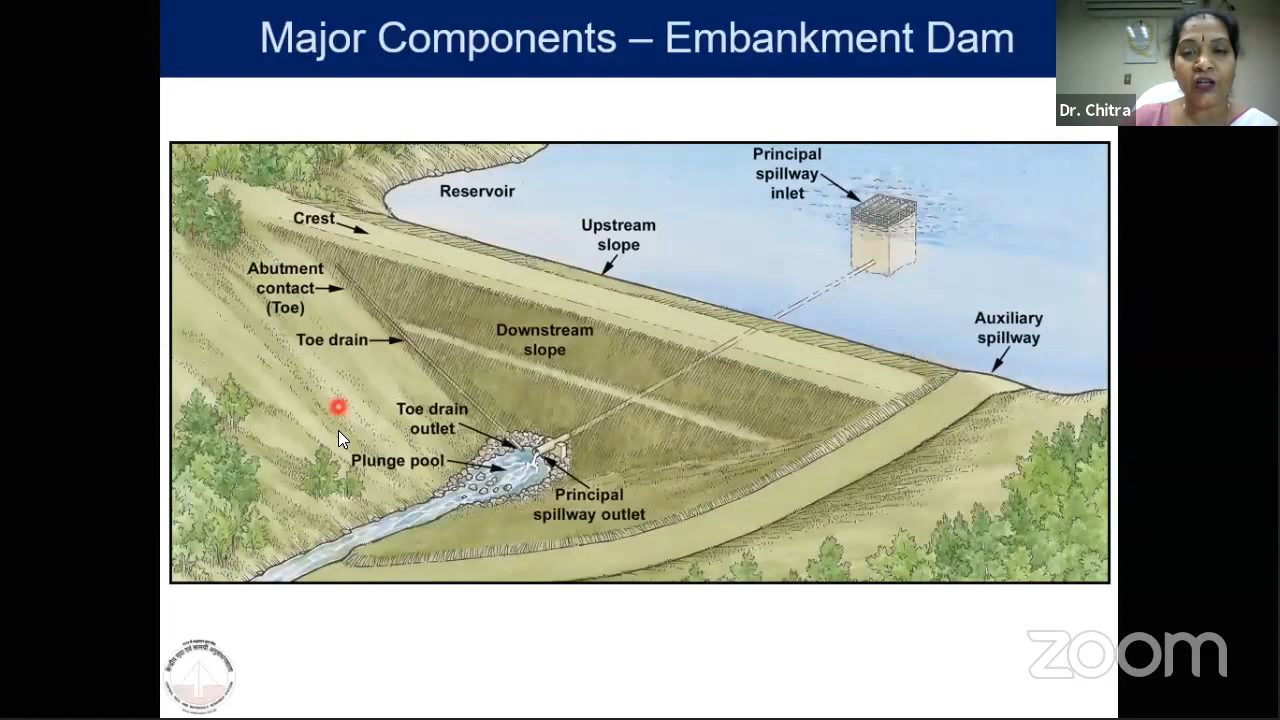 Major Components – Embankment Dam
Dr. Chitra
Principal
spillway
inlet
Reservoir
Crest
Upstream
slope
Abutment
contact
(Toe)
Auxiliary
spillway
Toe drain
Downstream
slope
Toe drain
outlet
Plunge pool
Principal
spillway outlet
zoom